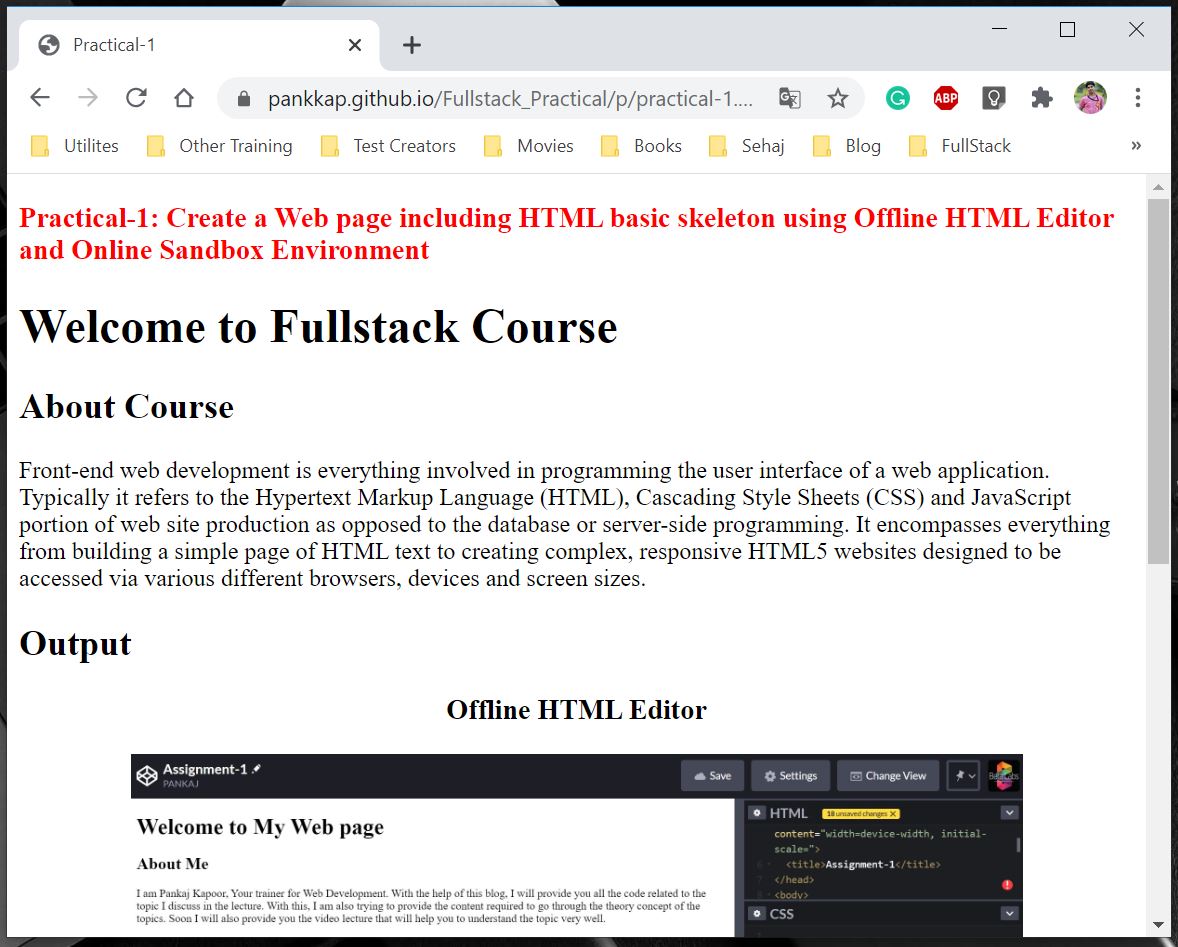 Practical-1
pankkap.github.io/Fullstack_Practical/p/practical-1....
ABP
Utilites Other Training Test Creators Movies Books Sehaj Blog FullStack »
Practical-1: Create a Web page including HTML basic skeleton using Offline HTML Editor
and Online Sandbox Environment
Welcome to Fullstack Course
About Course
Front-end web development is everything involved in programming the user interface of a web application.
Typically it refers to the Hypertext Markup Language (HTML), Cascading Style Sheets (CSS) and JavaScript
portion of web site production as opposed to the database or server-side programming. It encompasses everything
from building a simple page of HTML text to creating complex, responsive HTML5 websites designed to be
accessed via various different browsers, devices and screen sizes.
Output
Offline HTML Editor
Assignment-1
PANKAJ
Save Settings Change View
Welcome to My Web page
About Me
I am Pankaj Kapoor, Your trainer for Web Development. With the help of this blog, I will provide you all the code related to the
topic I discuss in the lecture. With this, I am also trying to provide the content required to go through the theory concept of the
topics. Soon I will also provide you the video lecture that will help you to understand the topic very well.
HTML 18 unsaved changes X
content="width=device-width, initial-
scale=">
6 <title>Assignment-1</title>
7 </head>
8 <body>
CSS